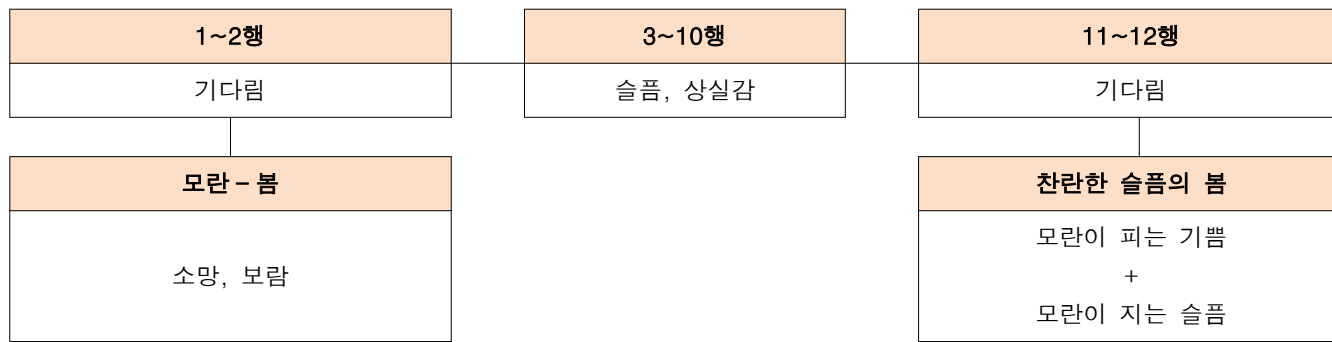 1~2행
기다림
3~10행
슬픔, 상실감
11~12행
기다림
모란 – 봄
소망, 보람
찬란한 슬픔의 봄
모란이 피는 기쁨
+
모란이 지는 슬픔